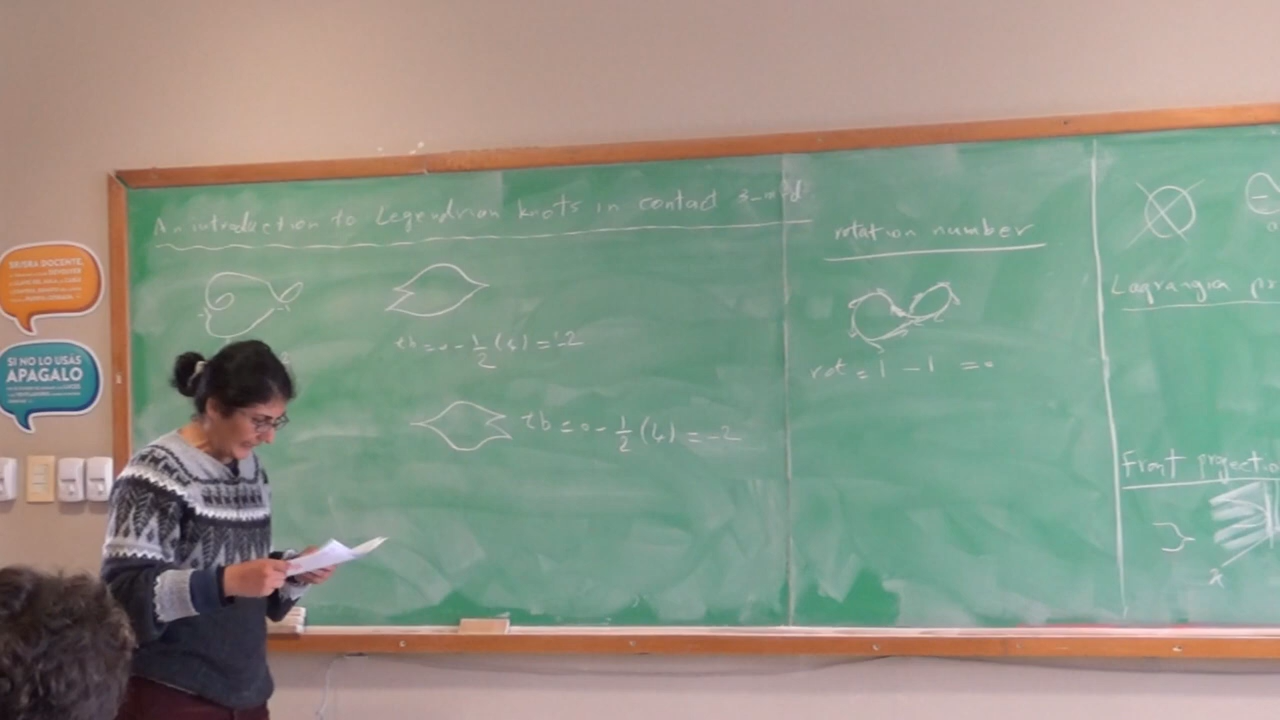 An introduction to Legendrian knots in contact 3-mfd
tb = 0 - 1/2 (4) = -2
tb = 0 - 1/2 (4) = -2
rotation number
rot = 1 - 1 = 0
Lagrangian pr
Front projection
x
SI NO LO USÁS
APAGALO